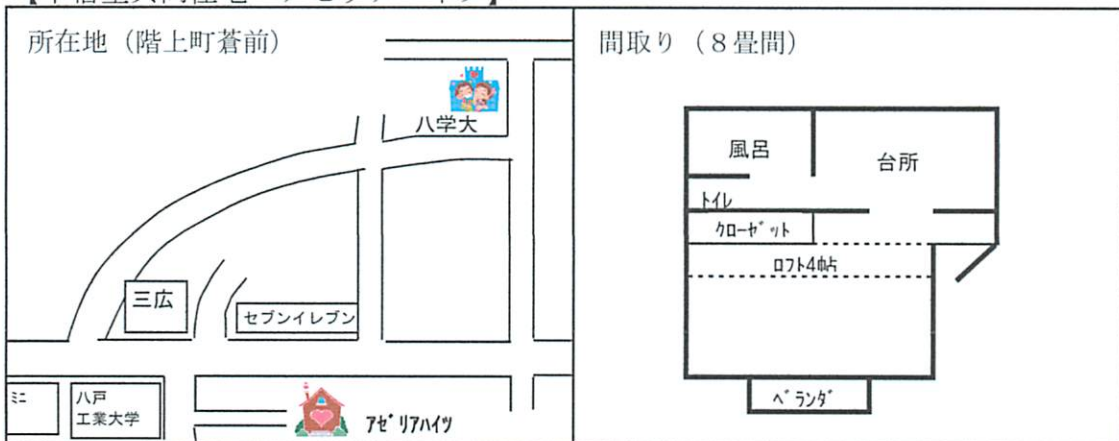 所在地（階上町蒼前）
八学大
三広
セブンイレブン
ミニ
八戸
工業大学
アゼリアハイツ
間取り（８畳間）
風呂
台所
トイレ
クローゼット
ロフト4帖
ベランダ